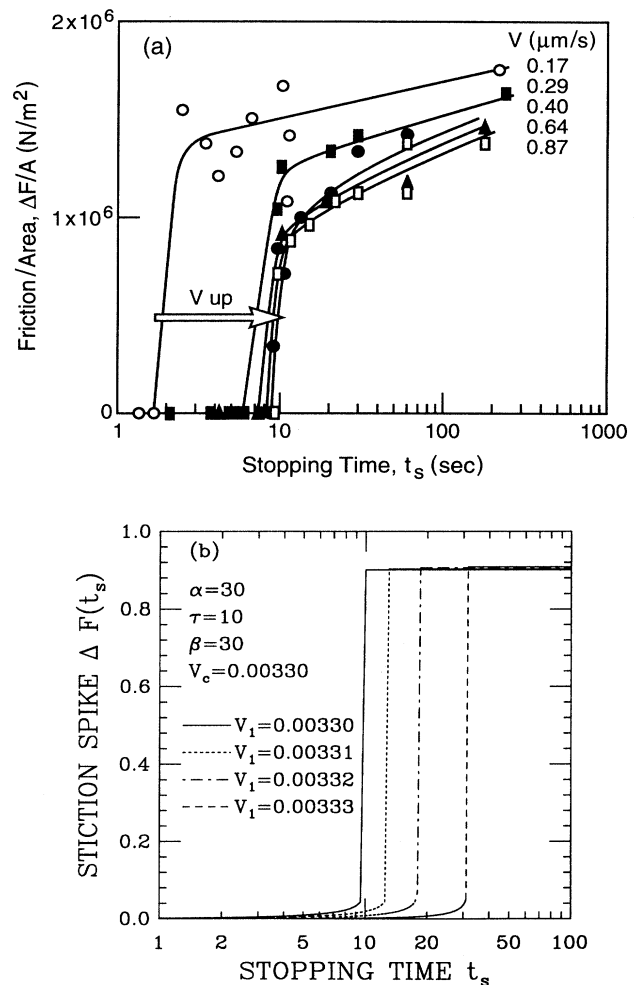 2x10⁶
(a)
V (μm/s)
0.17
0.29
0.40
0.64
0.87
Friction/Area, ΔF/A (N/m²)
1x10⁶
V up
0
1 10 100 1000
Stopping Time, tₛ (sec)
1.0
(b)
α=30
τ=10
β=30
V꜀=0.00330
V₁=0.00330
V₁=0.00331
V₁=0.00332
V₁=0.00333
STICTION SPIKE Δ F(tₛ)
0.8
0.6
0.4
0.2
0.0
1 2 5 10 20 50 100
STOPPING TIME tₛ